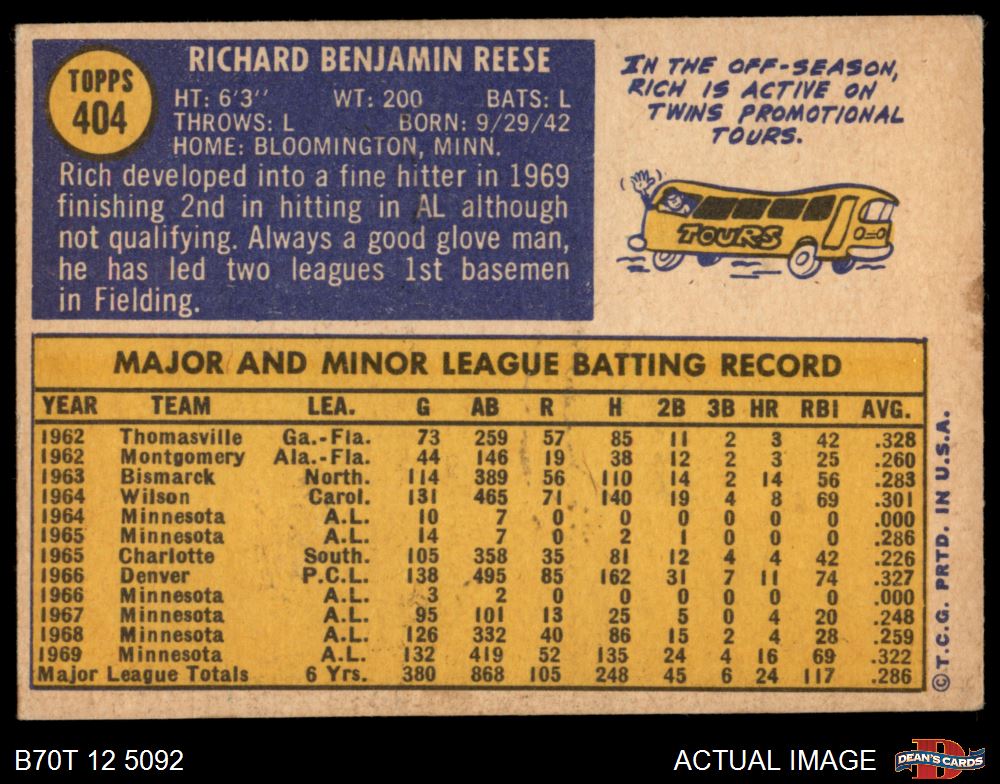 TOPPS
404
RICHARD BENJAMIN REESE
HT: 6'3" WT: 200 BATS: L
THROWS: L BORN: 9/29/42
HOME: BLOOMINGTON, MINN.
Rich developed into a fine hitter in 1969
finishing 2nd in hitting in AL although
not qualifying. Always a good glove man,
he has led two leagues 1st basemen
in Fielding.
IN THE OFF-SEASON,
RICH IS ACTIVE ON
TWINS PROMOTIONAL
TOURS.
TOURS
MAJOR AND MINOR LEAGUE BATTING RECORD
YEAR TEAM LEA. G AB R H 2B 3B HR RBI AVG.
1962 Thomasville Ga.-Fla. 73 259 57 85 11 2 3 42 .328
1962 Montgomery Ala.-Fla. 44 146 19 38 12 2 3 25 .260
1963 Bismarck North. 114 389 56 110 14 2 14 56 .283
1964 Wilson Carol. 131 465 71 140 19 4 8 69 .301
1964 Minnesota A.L. 10 7 0 0 0 0 0 0 .000
1965 Minnesota A.L. 14 7 0 2 1 0 0 0 .286
1965 Charlotte South. 105 358 35 81 12 4 4 42 .226
1966 Denver P.C.L. 138 495 85 162 31 7 11 74 .327
1966 Minnesota A.L. 3 2 0 0 0 0 0 0 .000
1967 Minnesota A.L. 95 101 13 25 5 0 4 20 .248
1968 Minnesota A.L. 126 332 40 86 15 2 4 28 .259
1969 Minnesota A.L. 132 419 52 135 24 4 16 69 .322
Major League Totals 6 Yrs. 380 868 105 248 45 6 24 117 .286
©T.C.G. PRTD. IN U.S.A.
B70T 12 5092
ACTUAL IMAGE
DEAN'S CARDS